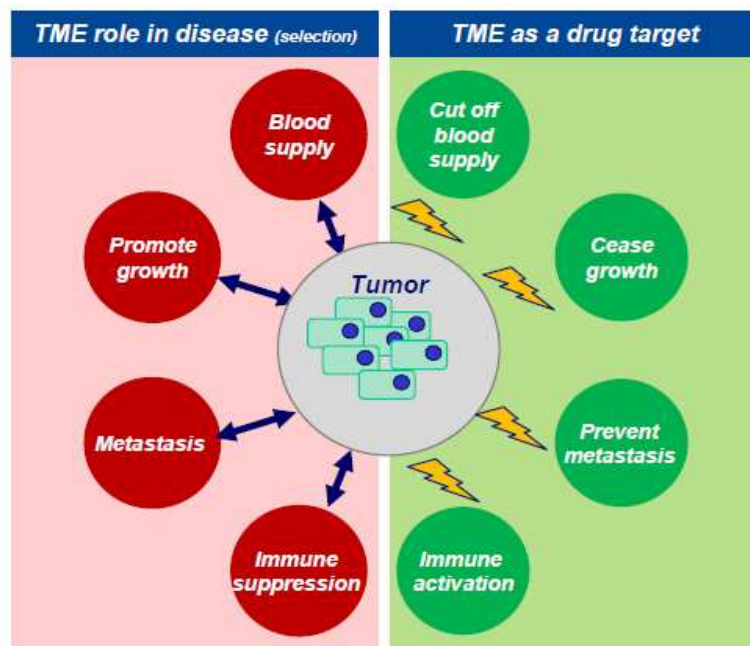 TME role in disease (selection)
TME as a drug target
Blood
supply
Cut off
blood
supply
Promote
growth
Cease
growth
Tumor
Metastasis
Prevent
metastasis
Immune
suppression
Immune
activation